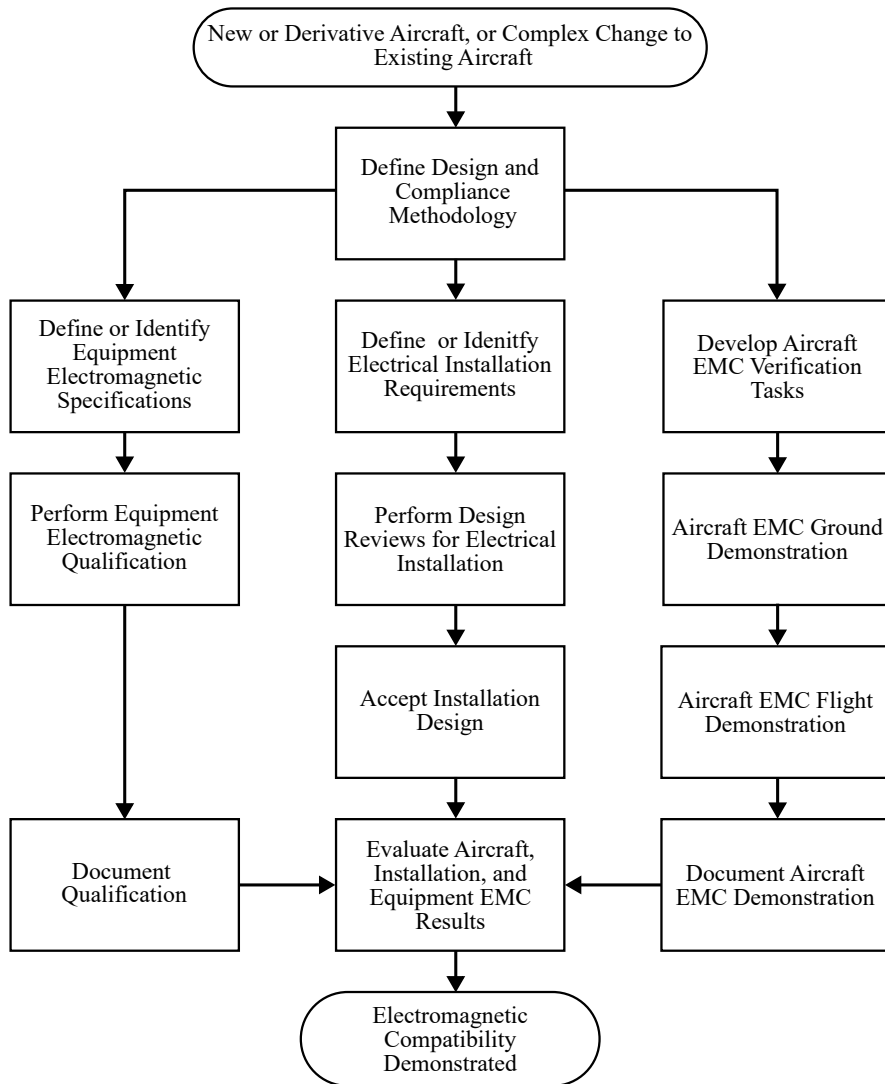 New or Derivative Aircraft, or Complex Change to
Existing Aircraft
Define Design and
Compliance
Methodology
Define or Identify
Equipment
Electromagnetic
Specifications
Define  or Idenitfy
Electrical Installation
Requirements
Develop Aircraft
EMC Verification
Tasks
Perform Equipment
Electromagnetic
Qualification
Perform Design
Reviews for Electrical
Installation
Aircraft EMC Ground
Demonstration
Accept Installation
Design
Aircraft EMC Flight
Demonstration
Document
Qualification
Evaluate Aircraft,
Installation, and
Equipment EMC
Results
Document Aircraft
EMC Demonstration
Electromagnetic
Compatibility
Demonstrated